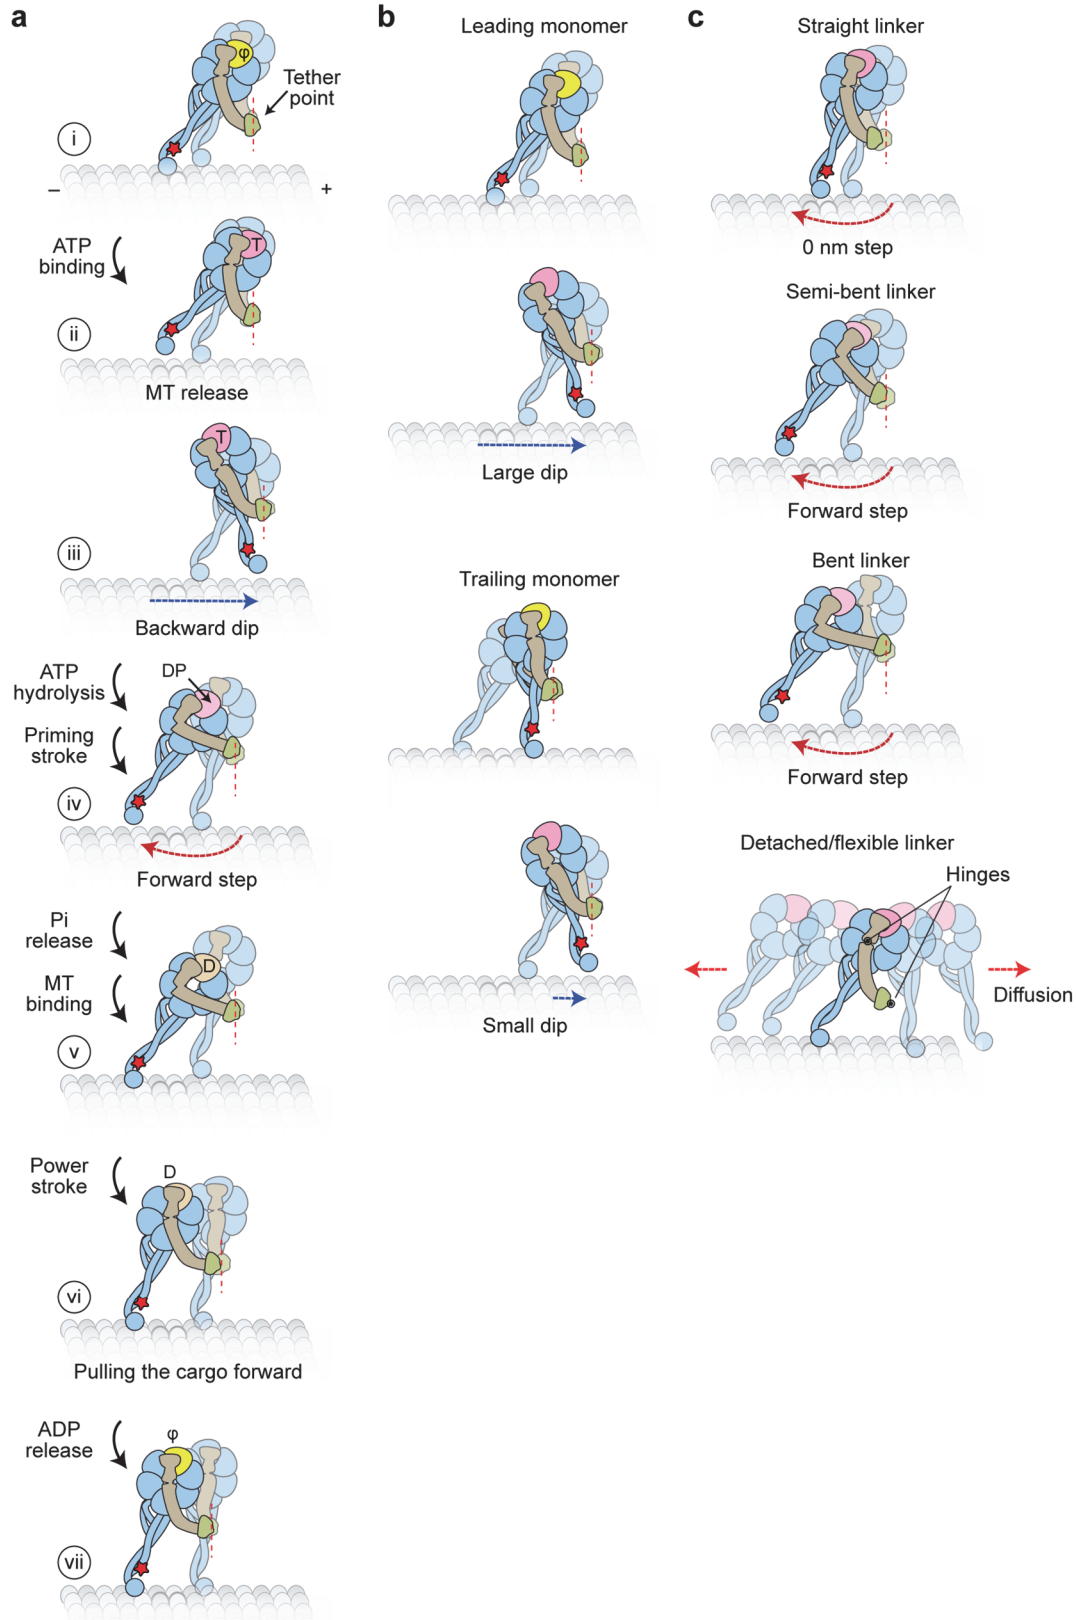 a
φ
Tether
point
i
–
+
ATP
binding
T
ii
MT release
T
iii
Backward dip
ATP
hydrolysis
DP
Priming
stroke
iv
Forward step
Pi
release
D
MT
binding
v
Power
stroke
D
vi
Pulling the cargo forward
ADP
release
φ
vii
b
Leading monomer
Large dip
Trailing monomer
Small dip
c
Straight linker
0 nm step
Semi-bent linker
Forward step
Bent linker
Forward step
Detached/flexible linker
Hinges
Diffusion